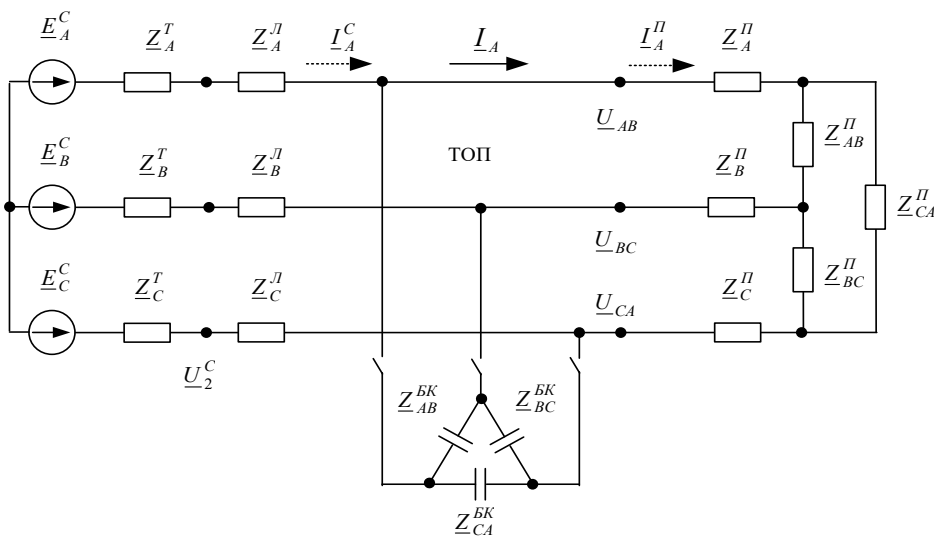 E_A^C Z_A^T Z_A^Л I_A^C I_A I_A^П Z_A^П
U_AB Z_AB^П
E_B^C Z_B^T Z_B^Л ТОП Z_B^П
Z_CA^П
U_BC Z_BC^П
E_C^C Z_C^T Z_C^Л U_CA Z_C^П
U_2^C
Z_AB^БК Z_BC^БК
Z_CA^БК